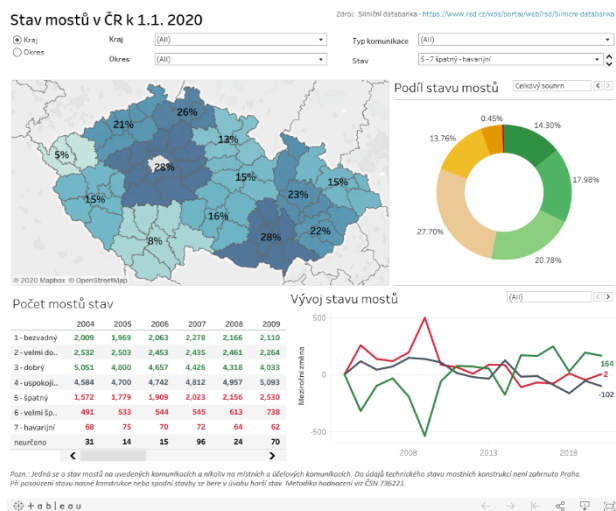 Stav mostů v ČR k 1.1. 2020
Zdroj: Silniční databanka - https://www.rsd.cz/wps/portal/web/rsd/Silnicni-databanka
Kraj
Okres
Kraj (All)
Okres (All)
Typ komunikace (All)
Stav 5 - 7 špatný - havarijní
26%
21%
13%
5%
28%
15%
15%
15%
23%
16%
22%
8%
28%
© 2020 Mapbox © OpenStreetMap
Podíl stavu mostů Celkový souhrn
0.45%
14.30%
13.76%
17.98%
27.70%
20.78%
Počet mostů stav
2004 2005 2006 2007 2008 2009
1 - bezvadný 2,009 1,969 2,063 2,278 2,166 2,110
2 - velmi do.. 2,532 2,503 2,453 2,435 2,461 2,264
3 - dobrý 5,051 4,800 4,657 4,426 4,318 4,033
4 - uspokoji.. 4,584 4,700 4,742 4,812 4,957 5,093
5 - špatný 1,572 1,779 1,909 2,023 2,156 2,530
6 - velmi šp.. 491 533 544 545 613 738
7 - havarijní 68 75 70 72 64 62
neurčeno 31 14 15 96 24 70
Vývoj stavu mostů (All)
Meziroční změna
500
0
-500
164
2
-102
2008 2013 2018
Pozn.: Jedná se o stav mostů na uvedených komunikacích a nikoliv na místních a účelových komunikacích. Do údajů technického stavu mostních konstrukcí není zahrnuta Praha.
Při posouzení stavu nosné konstrukce nebo spodní stavby se bere v úvahu horší stav. Metodika hodnocení viz ČSN 736221.
+ableau